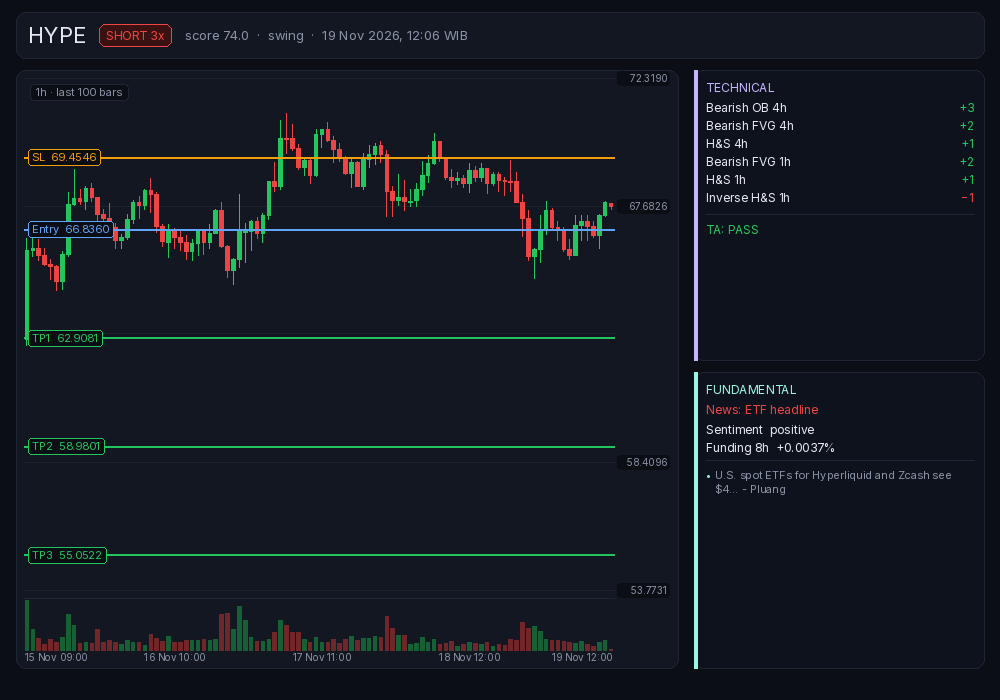 HYPE SHORT 3x score 74.0 · swing · 19 Nov 2026, 12:06 WIB
1h · last 100 bars
72.3190
SL 69.4546
67.6826
Entry 66.8360
TP1 62.9081
TP2 58.9801
58.4096
TP3 55.0522
53.7731
15 Nov 09:00 16 Nov 10:00 17 Nov 11:00 18 Nov 12:00 19 Nov 12:00
TECHNICAL
Bearish OB 4h +3
Bearish FVG 4h +2
H&S 4h +1
Bearish FVG 1h +2
H&S 1h +1
Inverse H&S 1h −1
TA: PASS
FUNDAMENTAL
News: ETF headline
Sentiment positive
Funding 8h +0.0037%
• U.S. spot ETFs for Hyperliquid and Zcash see
$4... - Pluang